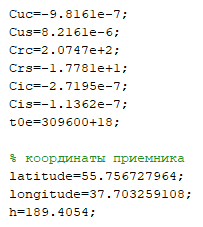 Cuc=-9.8161e-7;
Cus=8.2161e-6;
Crc=2.0747e+2;
Crs=-1.7781e+1;
Cic=-2.7195e-7;
Cis=-1.1362e-7;
t0e=309600+18;
% координаты приемника
latitude=55.756727964;
longitude=37.703259108;
h=189.4054;